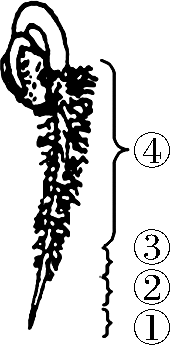 ④
③
②
①